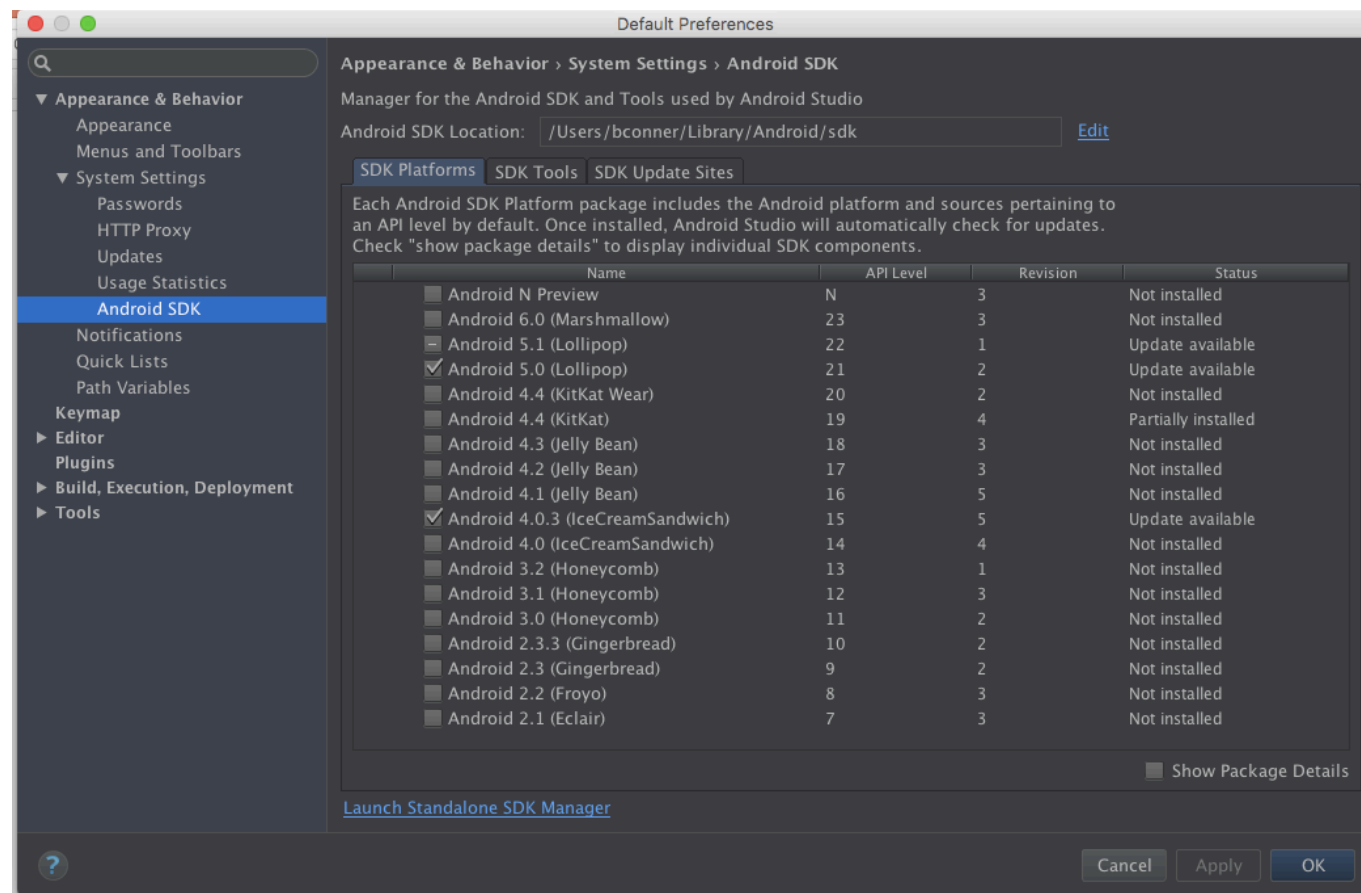 Default Preferences
Appearance & Behavior › System Settings › Android SDK
Manager for the Android SDK and Tools used by Android Studio
Android SDK Location: /Users/bconner/Library/Android/sdk Edit
▼ Appearance & Behavior
Appearance
Menus and Toolbars
▼ System Settings
Passwords
HTTP Proxy
Updates
Usage Statistics
Android SDK
Notifications
Quick Lists
Path Variables
Keymap
▶ Editor
Plugins
▶ Build, Execution, Deployment
▶ Tools
SDK Platforms SDK Tools SDK Update Sites
Each Android SDK Platform package includes the Android platform and sources pertaining to
an API level by default. Once installed, Android Studio will automatically check for updates.
Check "show package details" to display individual SDK components.
Name API Level Revision Status
Android N Preview N 3 Not installed
Android 6.0 (Marshmallow) 23 3 Not installed
Android 5.1 (Lollipop) 22 1 Update available
Android 5.0 (Lollipop) 21 2 Update available
Android 4.4 (KitKat Wear) 20 2 Not installed
Android 4.4 (KitKat) 19 4 Partially installed
Android 4.3 (Jelly Bean) 18 3 Not installed
Android 4.2 (Jelly Bean) 17 3 Not installed
Android 4.1 (Jelly Bean) 16 5 Not installed
Android 4.0.3 (IceCreamSandwich) 15 5 Update available
Android 4.0 (IceCreamSandwich) 14 4 Not installed
Android 3.2 (Honeycomb) 13 1 Not installed
Android 3.1 (Honeycomb) 12 3 Not installed
Android 3.0 (Honeycomb) 11 2 Not installed
Android 2.3.3 (Gingerbread) 10 2 Not installed
Android 2.3 (Gingerbread) 9 2 Not installed
Android 2.2 (Froyo) 8 3 Not installed
Android 2.1 (Eclair) 7 3 Not installed
Show Package Details
Launch Standalone SDK Manager
? Cancel Apply OK